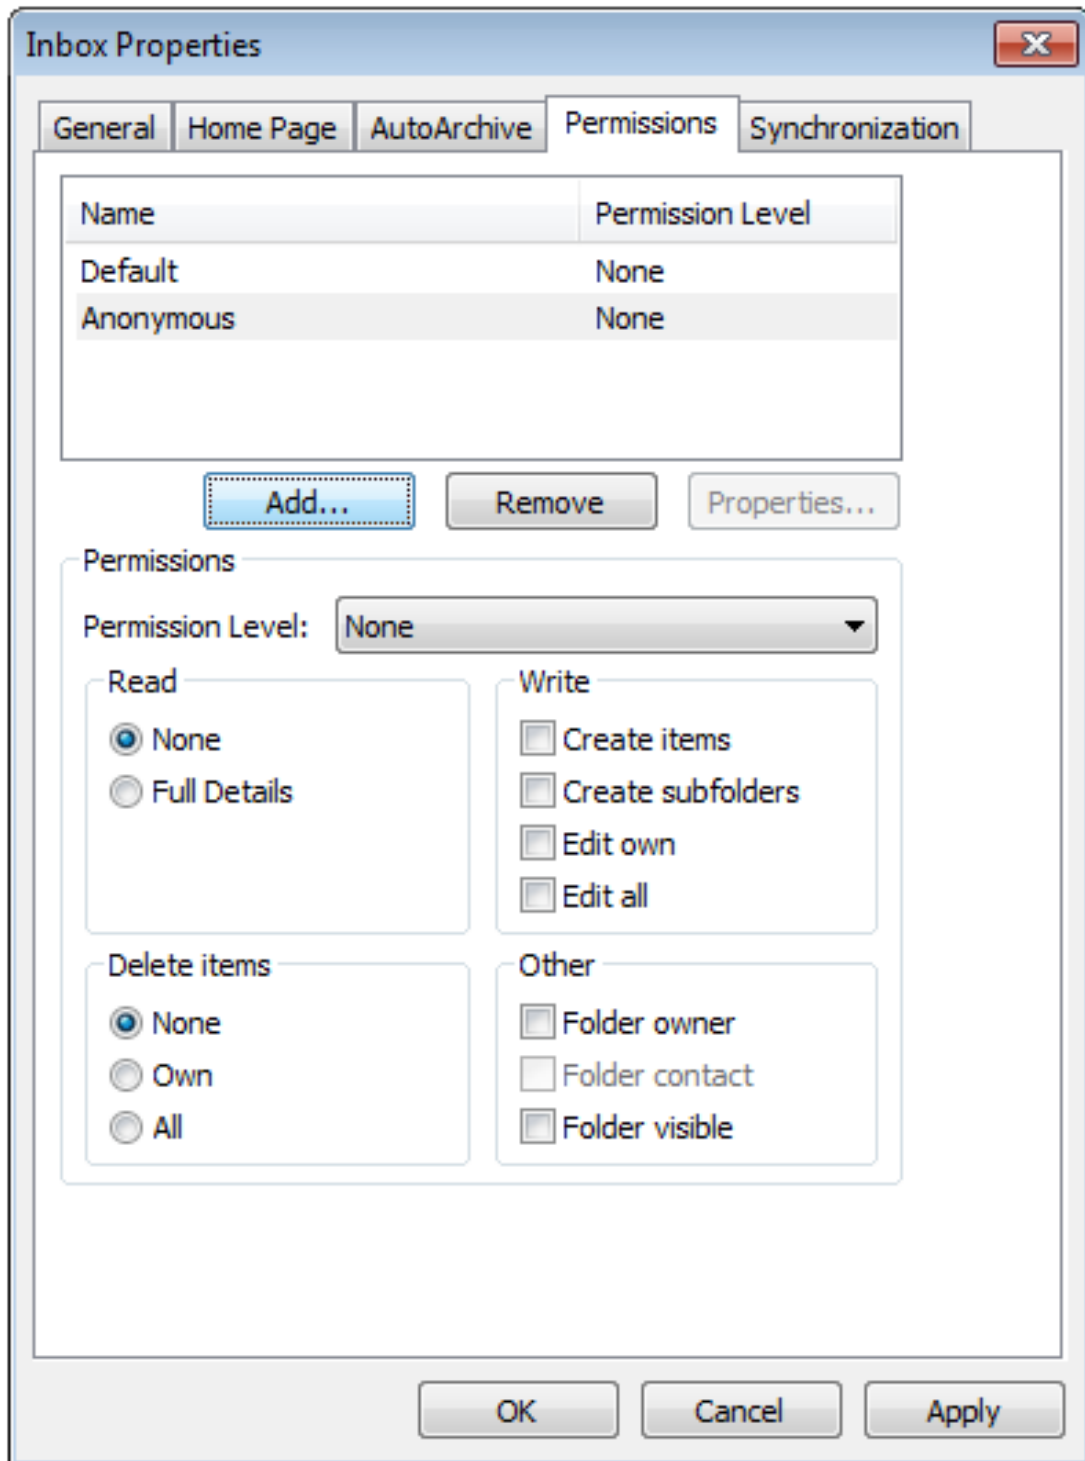 Inbox Properties
General Home Page AutoArchive Permissions Synchronization
Name Permission Level
Default None
Anonymous None
Add... Remove Properties...
Permissions
Permission Level: None
Read Write
None Create items
Full Details Create subfolders
Edit own
Edit all
Delete items Other
None Folder owner
Own Folder contact
All Folder visible
OK Cancel Apply